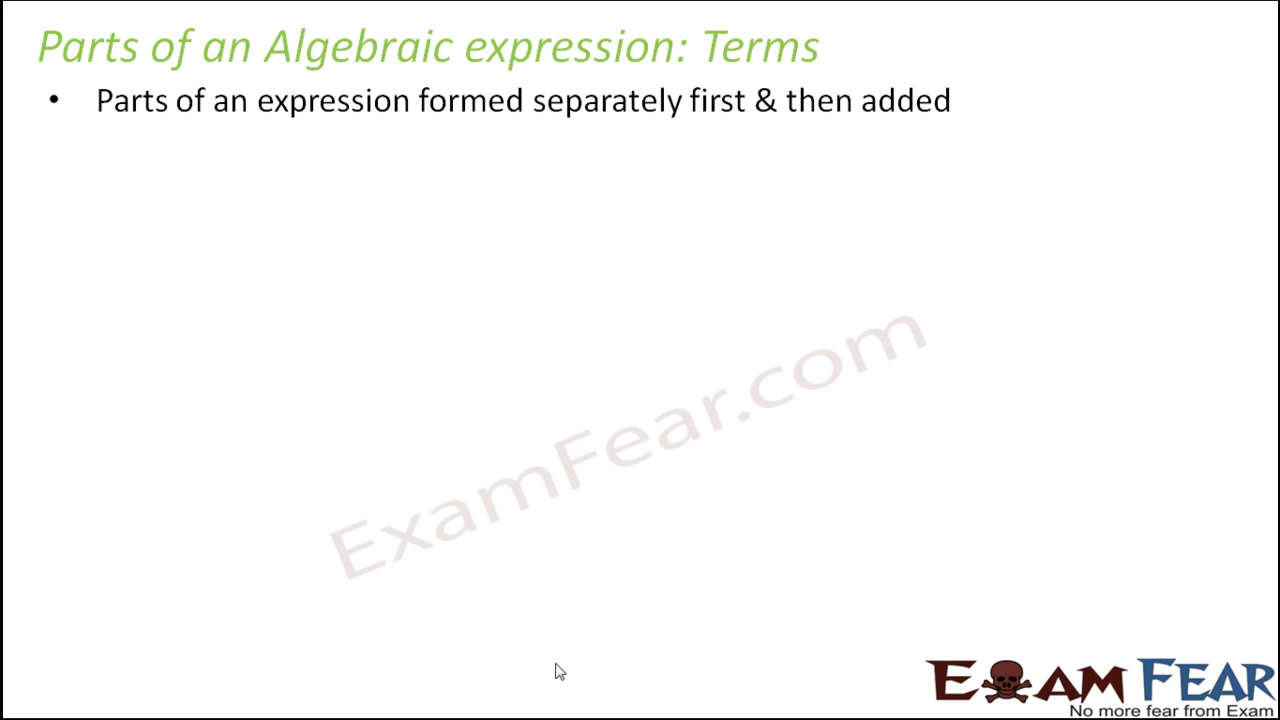 Parts of an Algebraic expression: Terms
• Parts of an expression formed separately first & then added
ExamFear.com
EXAM FEAR
No more fear from Exam